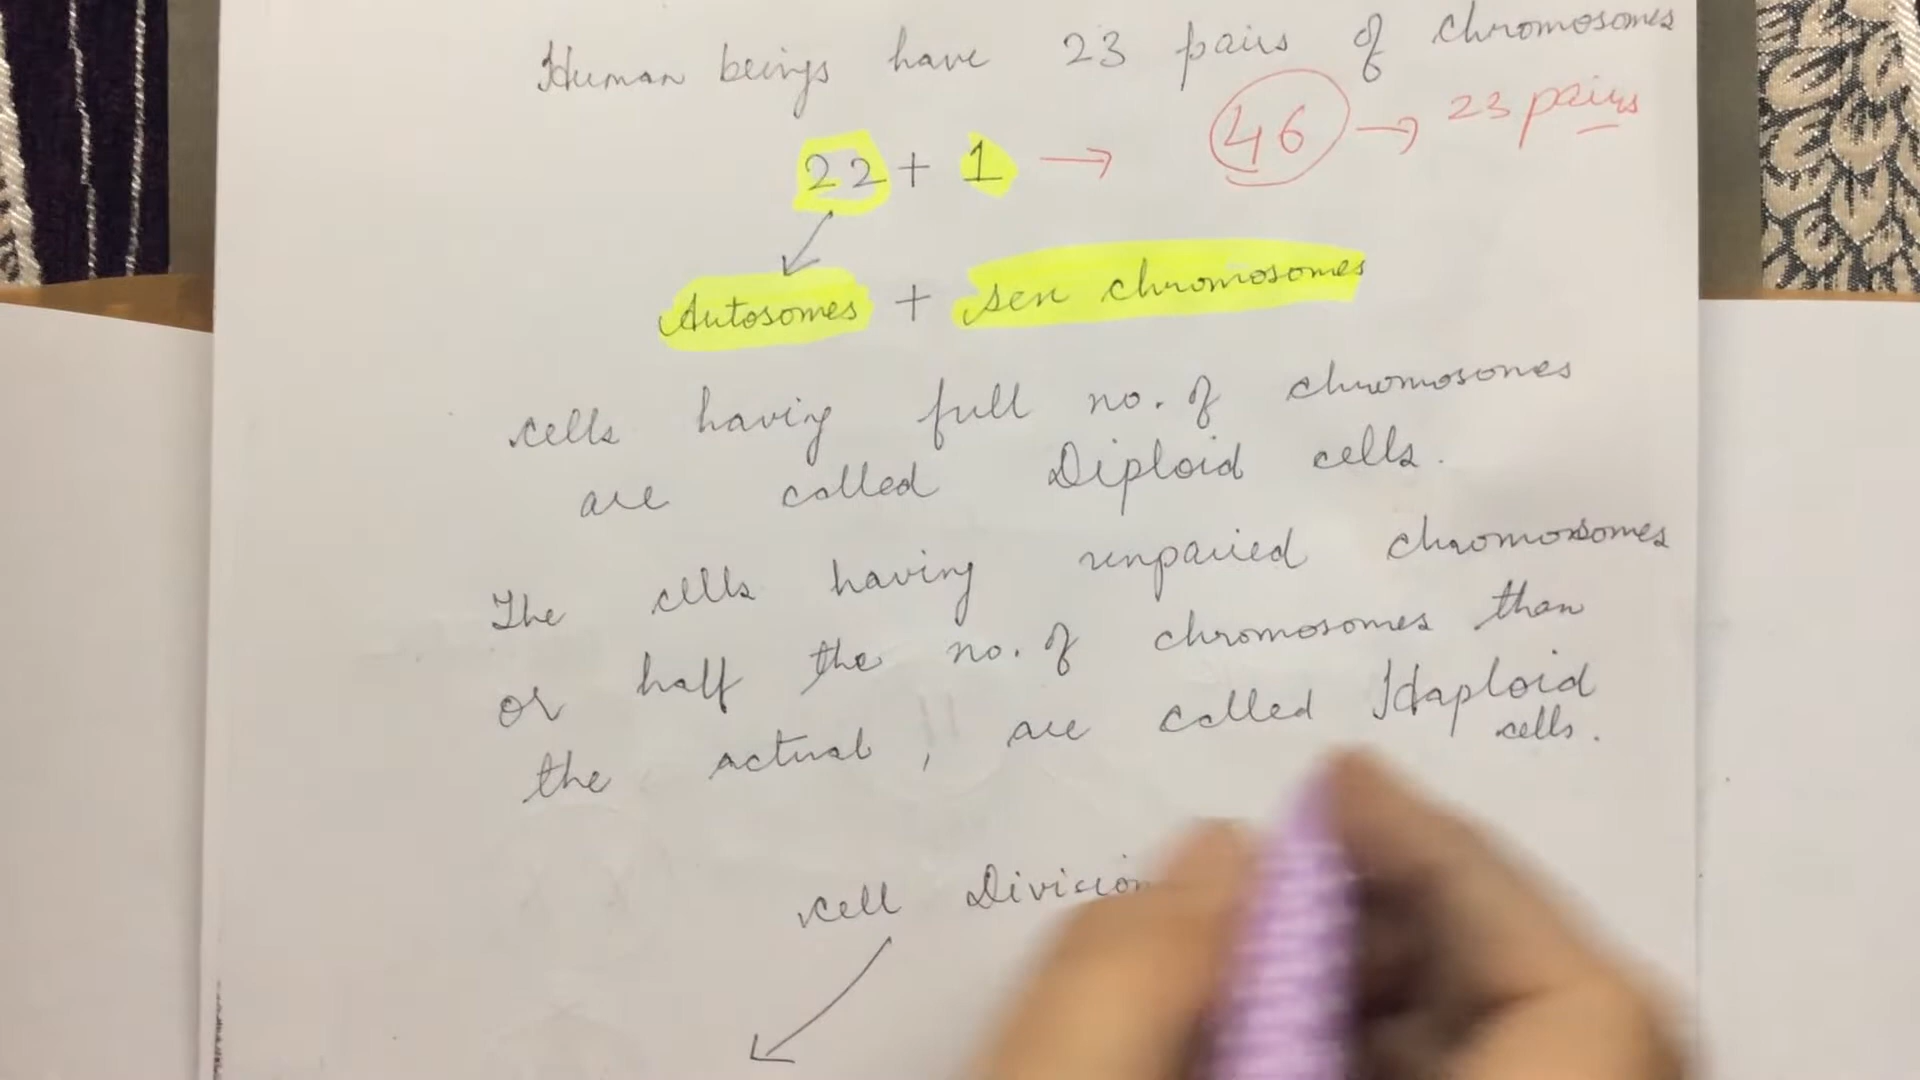 Human beings have 23 pairs of chromosomes
22 + 1 → 46 → 23 pairs
Autosomes + sex chromosomes
cells having full no. of chromosomes
are called Diploid cells.
The cells having unpaired chromosomes
or half the no. of chromosomes than
the actual, are called Haploid
cells.
cell Division